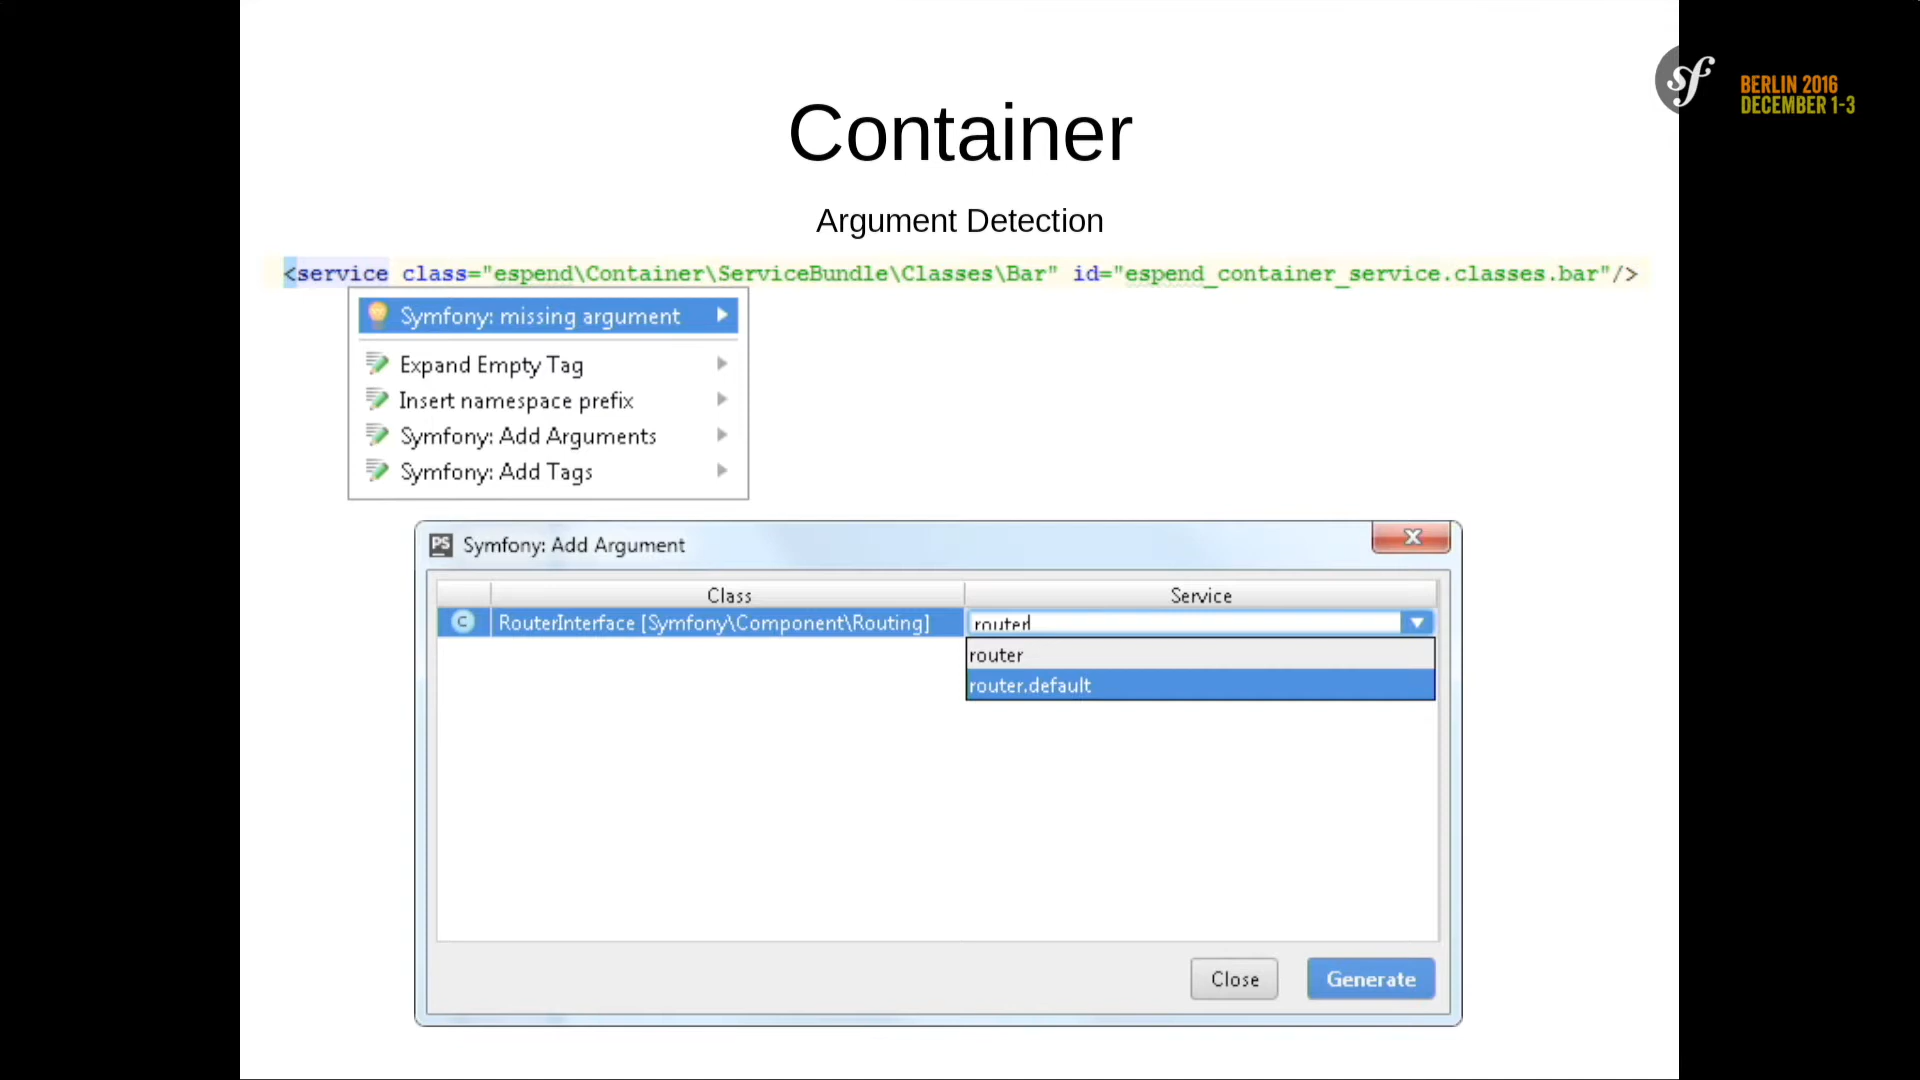 sf
BERLIN 2016
DECEMBER 1-3
Container
Argument Detection
<service class="espend\Container\ServiceBundle\Classes\Bar" id="espend_container_service.classes.bar"/>
Symfony: missing argument
Expand Empty Tag
Insert namespace prefix
Symfony: Add Arguments
Symfony: Add Tags
PS Symfony: Add Argument
Class Service
C RouterInterface [Symfony\Component\Routing] router
router
router.default
Close Generate